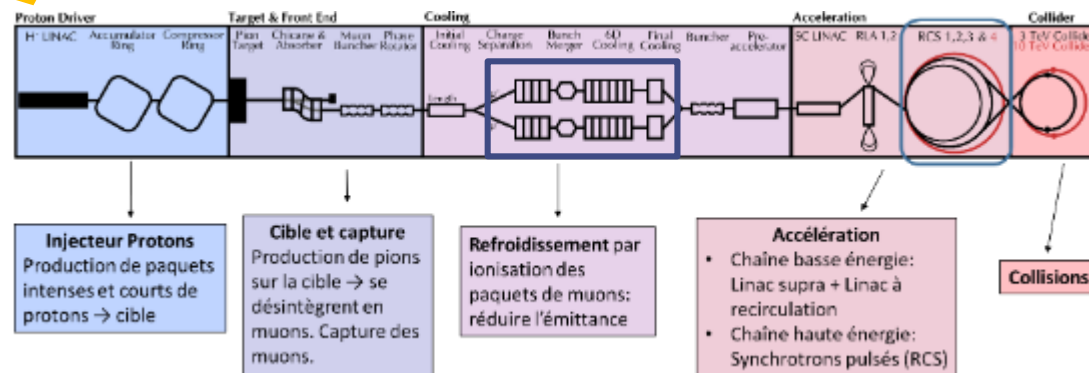 Proton Driver
Target & Front End
Cooling
Acceleration
Collider
H⁻ LINAC
Accumulator
Ring
Compressor
Ring
Pion
Target
Chicane &
Absorber
Muon
Buncher
Phase
Rotator
Initial
Cooling
Charge
Separation
Bunch
Merger
6D
Cooling
Final
Cooling
Buncher
Pre-
accelerator
SC LINAC
RLA 1,2
RCS 1,2,3 & 4
3 TeV Collide
10 TeV Collide
length
Injecteur Protons
Production de paquets
intenses et courts de
protons → cible
Cible et capture
Production de pions
sur la cible → se
désintègrent en
muons. Capture des
muons.
Refroidissement par
ionisation des
paquets de muons:
réduire l'émittance
Accélération
• Chaîne basse énergie:
Linac supra + Linac à
recirculation
• Chaîne haute énergie:
Synchrotrons pulsés (RCS)
Collisions